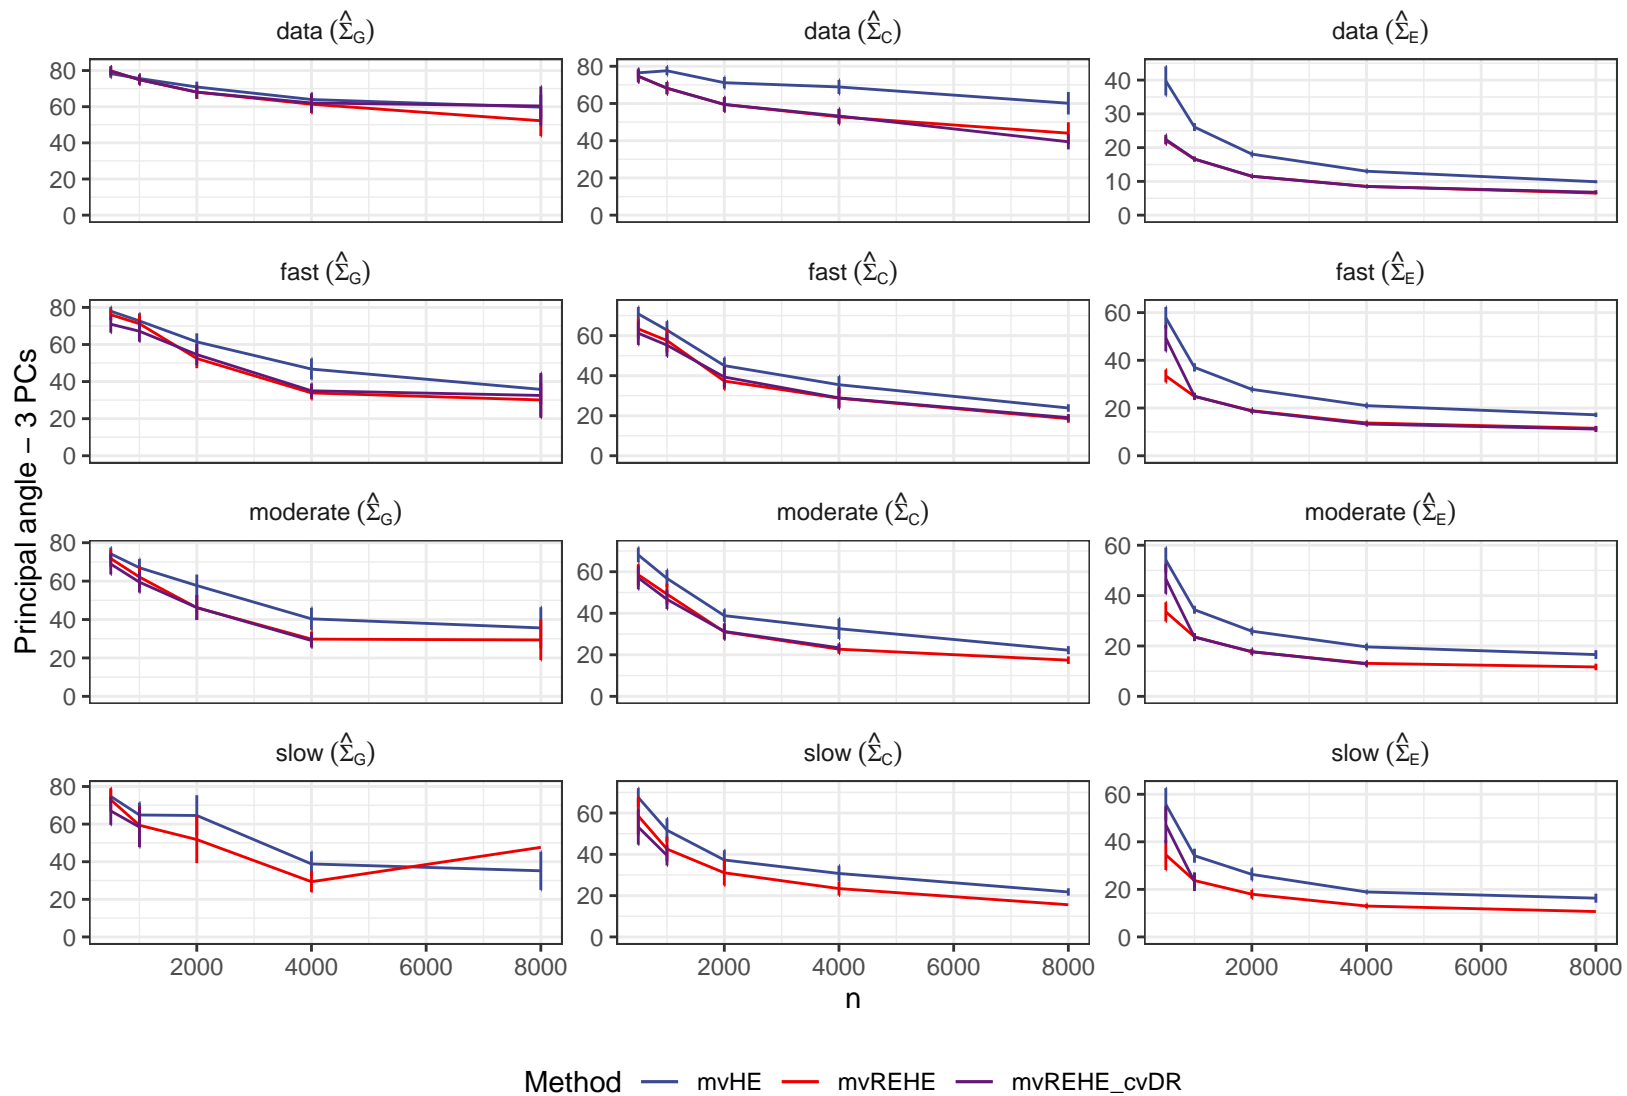 data (Σ̂G) data (Σ̂C) data (Σ̂E)
80 80 40
60 60 30
40 40 20
20 20 10
0 0 0
fast (Σ̂G) fast (Σ̂C) fast (Σ̂E)
80 60 60
60 40 40
40 20 20
20 0 0
0
Principal angle – 3 PCs
moderate (Σ̂G) moderate (Σ̂C) moderate (Σ̂E)
80 60 60
60 40 40
40 20 20
20 0 0
0
slow (Σ̂G) slow (Σ̂C) slow (Σ̂E)
80 60 60
60 40 40
40 20 20
20 0 0
0
2000 4000 6000 8000 2000 4000 6000 8000 2000 4000 6000 8000
n
Method mvHE mvREHE mvREHE_cvDR